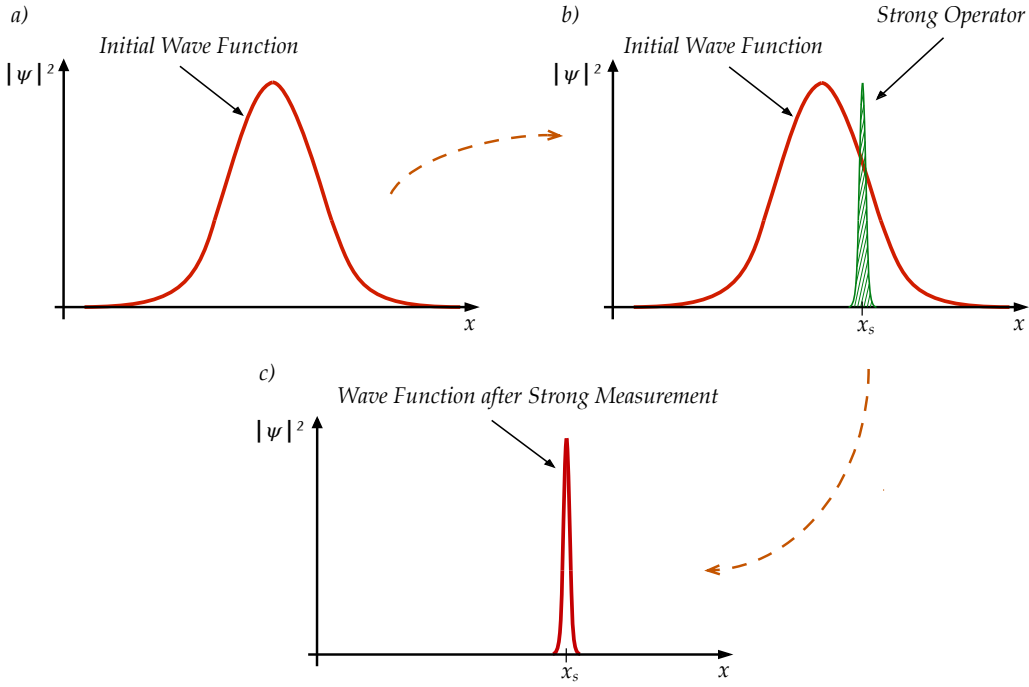 a)
Initial Wave Function
|ψ|²
x
b)
Strong Operator
Initial Wave Function
|ψ|²
xₛ
x
c)
Wave Function after Strong Measurement
|ψ|²
xₛ
x